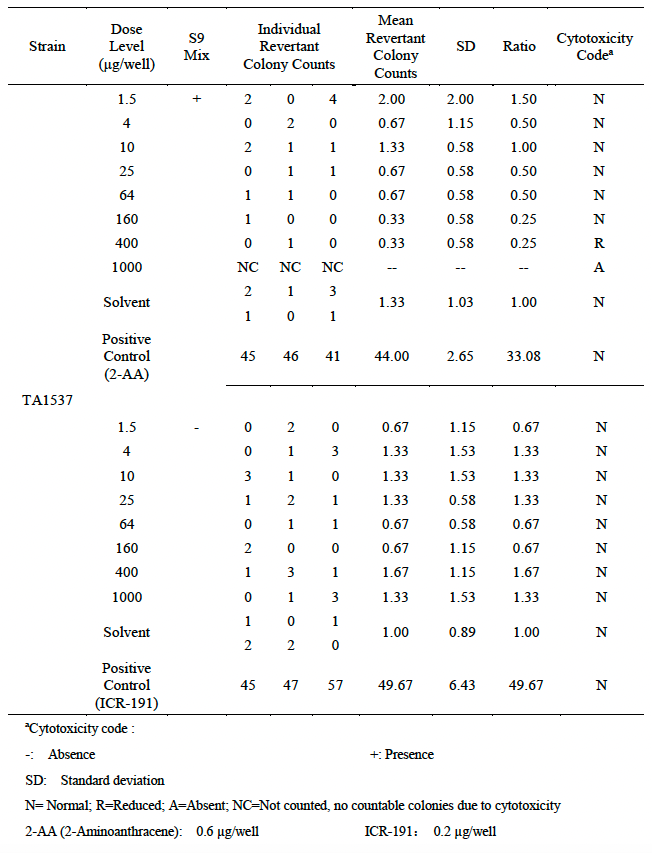 Strain Dose Level (μg/well) S9 Mix Individual Revertant Colony Counts Mean Revertant Colony Counts SD Ratio Cytotoxicity Codeᵃ
1.5 + 2 0 4 2.00 2.00 1.50 N
4 0 2 0 0.67 1.15 0.50 N
10 2 1 1 1.33 0.58 1.00 N
25 0 1 1 0.67 0.58 0.50 N
64 1 1 0 0.67 0.58 0.50 N
160 1 0 0 0.33 0.58 0.25 N
400 0 1 0 0.33 0.58 0.25 R
1000 NC NC NC -- -- -- A
Solvent 2 1 3 1.33 1.03 1.00 N
1 0 1
Positive Control (2-AA) 45 46 41 44.00 2.65 33.08 N
TA1537
1.5 - 0 2 0 0.67 1.15 0.67 N
4 0 1 3 1.33 1.53 1.33 N
10 3 1 0 1.33 1.53 1.33 N
25 1 2 1 1.33 0.58 1.33 N
64 0 1 1 0.67 0.58 0.67 N
160 2 0 0 0.67 1.15 0.67 N
400 1 3 1 1.67 1.15 1.67 N
1000 0 1 3 1.33 1.53 1.33 N
Solvent 1 0 1 1.00 0.89 1.00 N
2 2 0
Positive Control (ICR-191) 45 47 57 49.67 6.43 49.67 N
ᵃCytotoxicity code :
-: Absence +: Presence
SD: Standard deviation
N= Normal; R=Reduced; A=Absent; NC=Not counted, no countable colonies due to cytotoxicity
2-AA (2-Aminoanthracene): 0.6 μg/well ICR-191: 0.2 μg/well